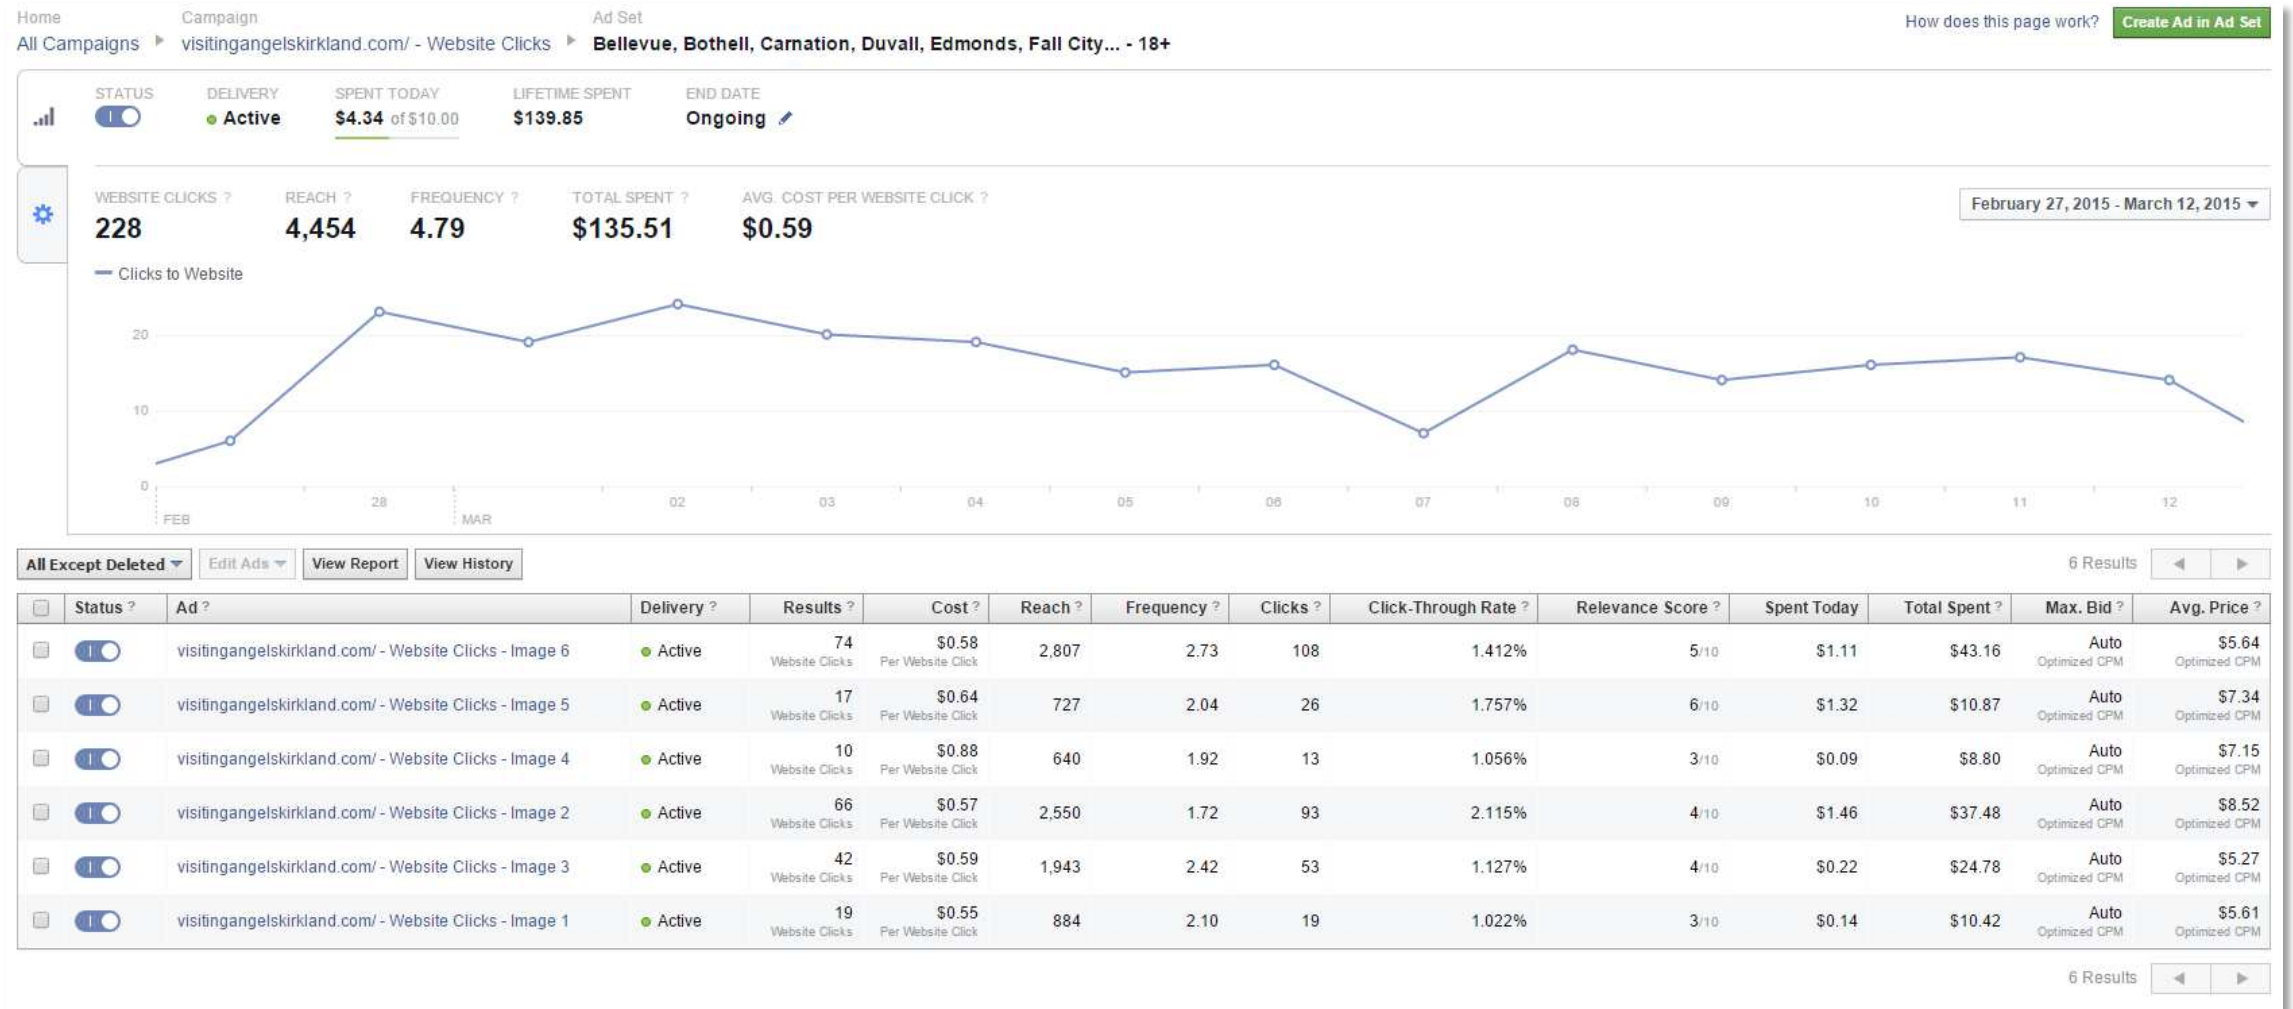 Home Campaign Ad Set
All Campaigns visitingangelskirkland.com/ - Website Clicks Bellevue, Bothell, Carnation, Duvall, Edmonds, Fall City... - 18+
How does this page work? Create Ad in Ad Set
STATUS DELIVERY SPENT TODAY LIFETIME SPENT END DATE
Active $4.34 of $10.00 $139.85 Ongoing
WEBSITE CLICKS ? REACH ? FREQUENCY ? TOTAL SPENT ? AVG. COST PER WEBSITE CLICK ?
228 4,454 4.79 $135.51 $0.59
February 27, 2015 - March 12, 2015
Clicks to Website
20
10
0
28 02 03 04 05 06 07 08 09 10 11 12
FEB MAR
All Except Deleted Edit Ads View Report View History 6 Results
Status ? Ad ? Delivery ? Results ? Cost ? Reach ? Frequency ? Clicks ? Click-Through Rate ? Relevance Score ? Spent Today Total Spent ? Max. Bid ? Avg. Price ?
visitingangelskirkland.com/ - Website Clicks - Image 6 Active 74 $0.58 2,807 2.73 108 1.412% 5/10 $1.11 $43.16 Auto $5.64
Website Clicks Per Website Click Optimized CPM Optimized CPM
visitingangelskirkland.com/ - Website Clicks - Image 5 Active 17 $0.64 727 2.04 26 1.757% 6/10 $1.32 $10.87 Auto $7.34
Website Clicks Per Website Click Optimized CPM Optimized CPM
visitingangelskirkland.com/ - Website Clicks - Image 4 Active 10 $0.88 640 1.92 13 1.056% 3/10 $0.09 $8.80 Auto $7.15
Website Clicks Per Website Click Optimized CPM Optimized CPM
visitingangelskirkland.com/ - Website Clicks - Image 2 Active 66 $0.57 2,550 1.72 93 2.115% 4/10 $1.46 $37.48 Auto $8.52
Website Clicks Per Website Click Optimized CPM Optimized CPM
visitingangelskirkland.com/ - Website Clicks - Image 3 Active 42 $0.59 1,943 2.42 53 1.127% 4/10 $0.22 $24.78 Auto $5.27
Website Clicks Per Website Click Optimized CPM Optimized CPM
visitingangelskirkland.com/ - Website Clicks - Image 1 Active 19 $0.55 884 2.10 19 1.022% 3/10 $0.14 $10.42 Auto $5.61
Website Clicks Per Website Click Optimized CPM Optimized CPM
6 Results